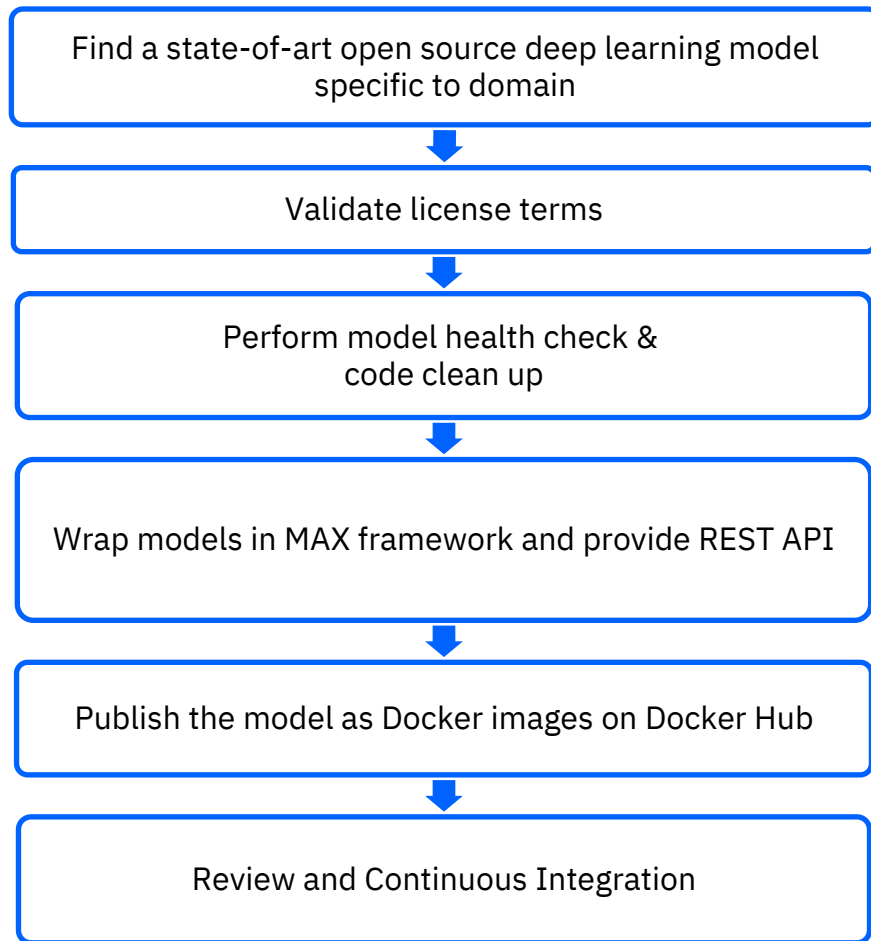 Find a state-of-art open source deep learning model
specific to domain
Validate license terms
Perform model health check &
code clean up
Wrap models in MAX framework and provide REST API
Publish the model as Docker images on Docker Hub
Review and Continuous Integration